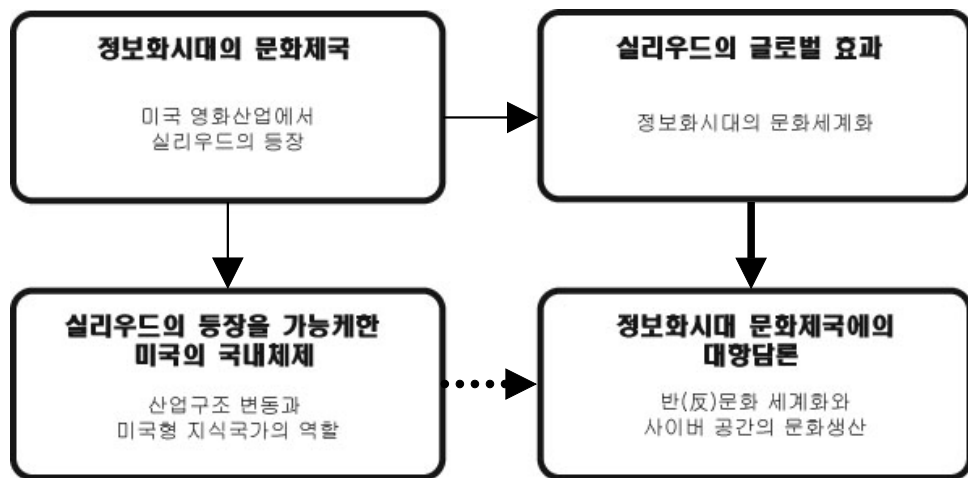 정보화시대의 문화제국
미국 영화산업에서
실리우드의 등장
실리우드의 글로벌 효과
정보화시대의 문화세계화
실리우드의 등장을 가능케한
미국의 국내체제
산업구조 변동과
미국형 지식국가의 역할
정보화시대 문화제국에의
대항담론
반(反)문화 세계화와
사이버 공간의 문화생산